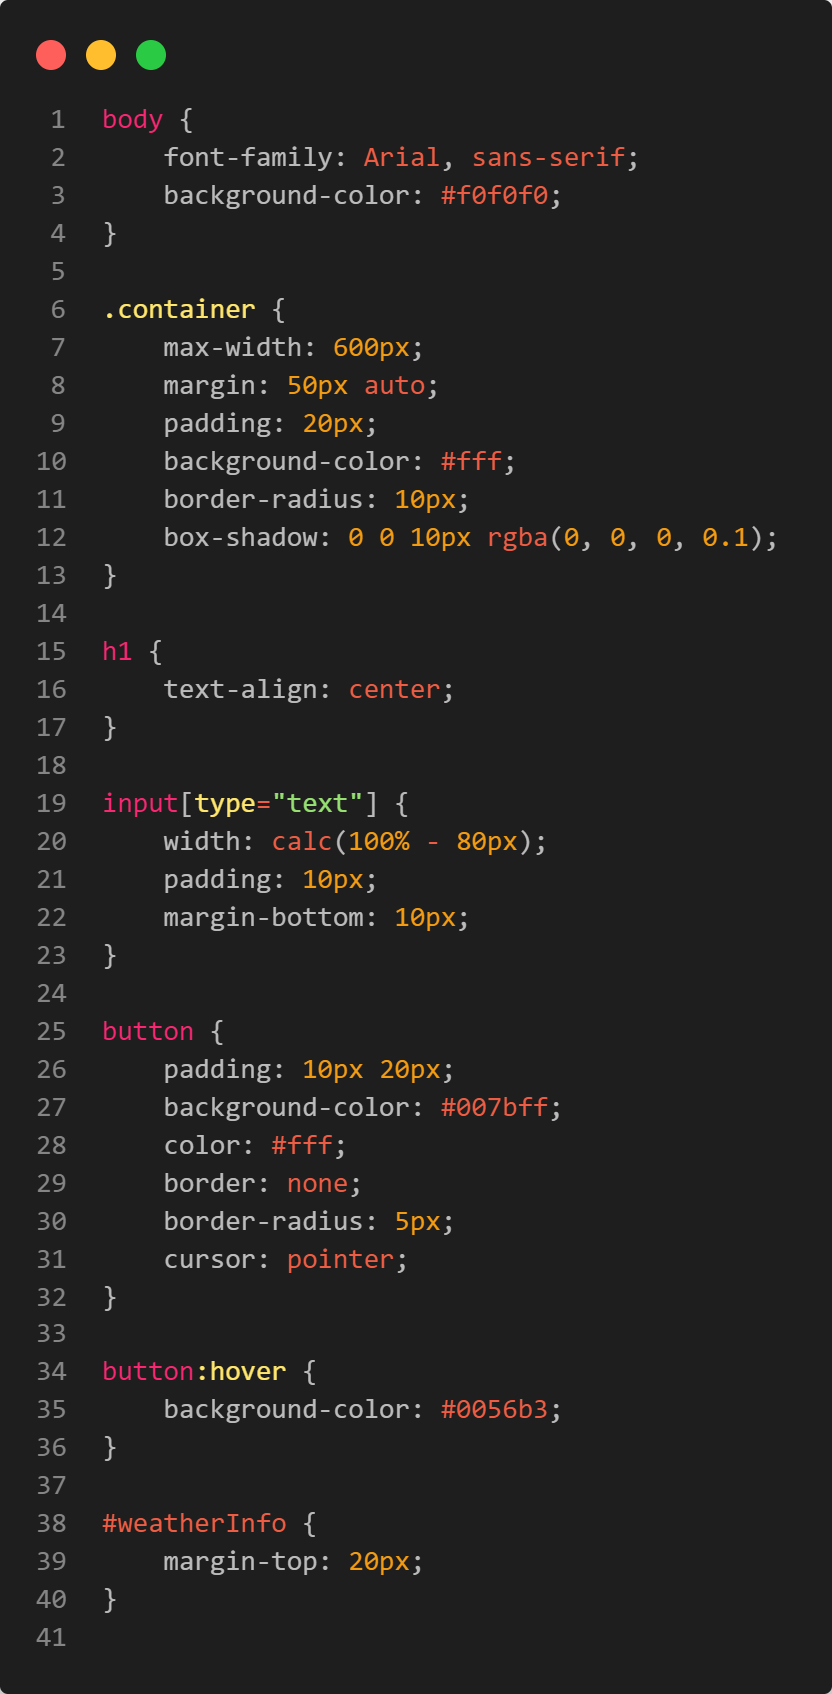 1 body {
2     font-family: Arial, sans-serif;
3     background-color: #f0f0f0;
4 }
5
6 .container {
7     max-width: 600px;
8     margin: 50px auto;
9     padding: 20px;
10     background-color: #fff;
11     border-radius: 10px;
12     box-shadow: 0 0 10px rgba(0, 0, 0, 0.1);
13 }
14
15 h1 {
16     text-align: center;
17 }
18
19 input[type="text"] {
20     width: calc(100% - 80px);
21     padding: 10px;
22     margin-bottom: 10px;
23 }
24
25 button {
26     padding: 10px 20px;
27     background-color: #007bff;
28     color: #fff;
29     border: none;
30     border-radius: 5px;
31     cursor: pointer;
32 }
33
34 button:hover {
35     background-color: #0056b3;
36 }
37
38 #weatherInfo {
39     margin-top: 20px;
40 }
41